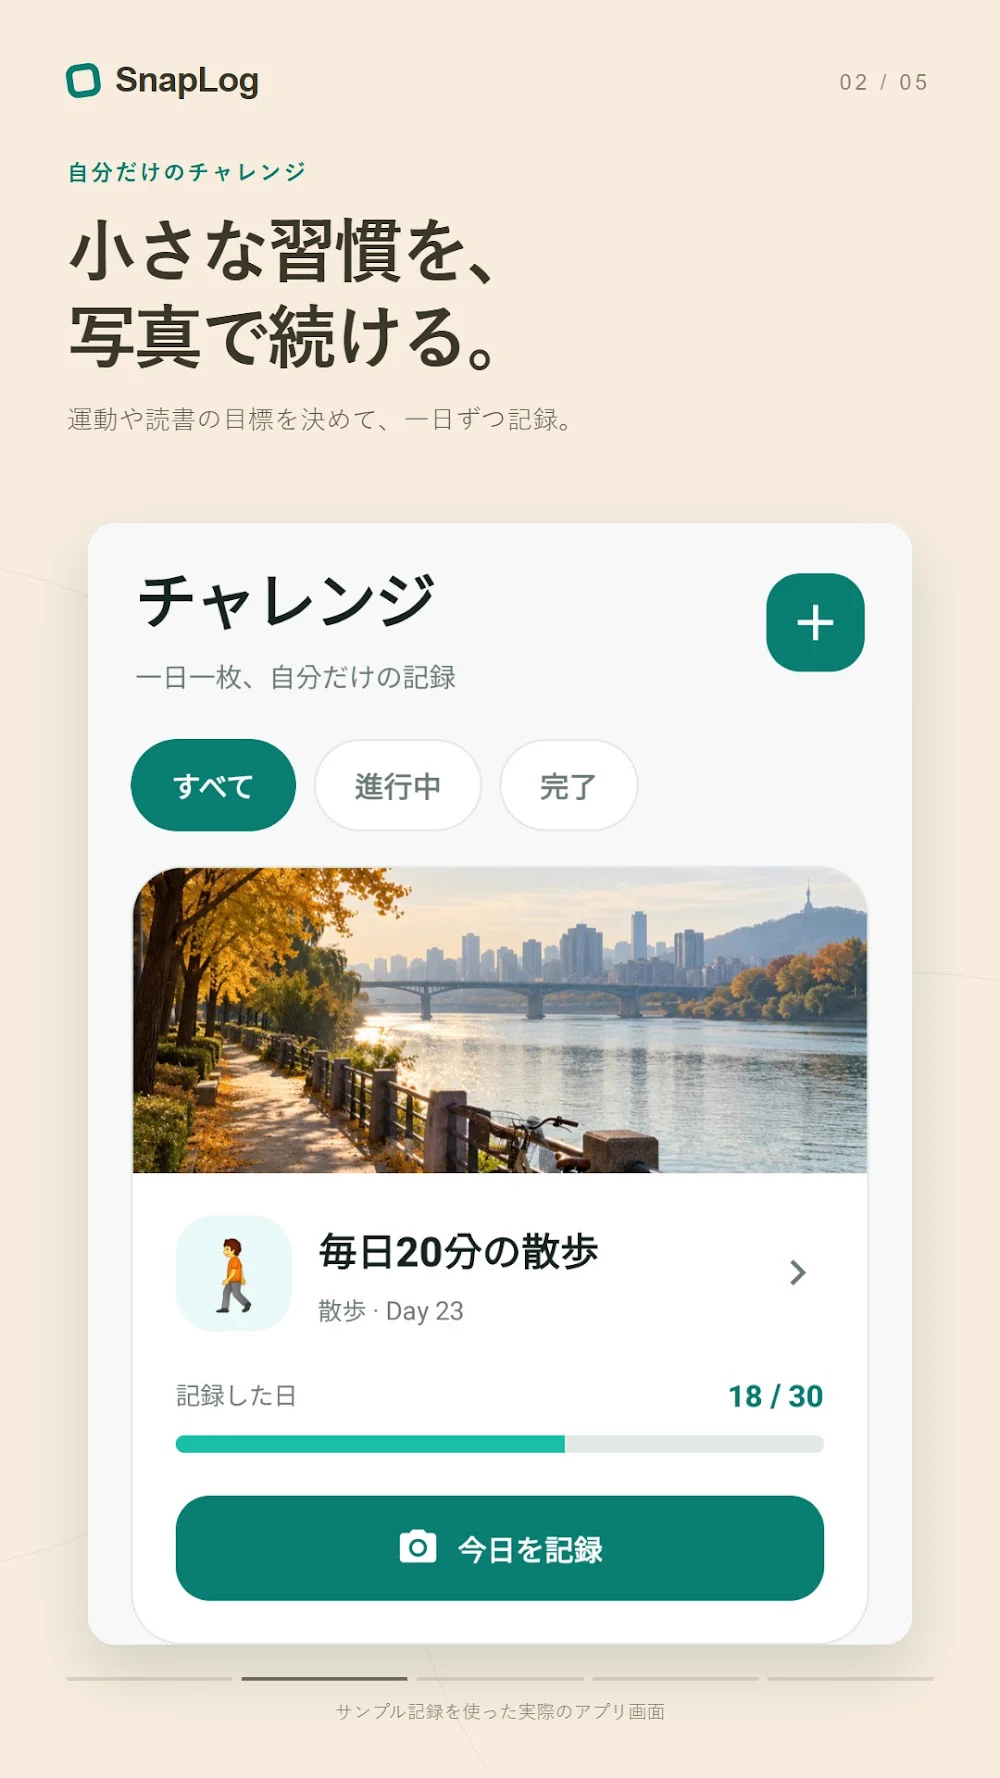 SnapLog
02 / 05
自分だけのチャレンジ
小さな習慣を、
写真で続ける。
運動や読書の目標を決めて、一日ずつ記録。
チャレンジ
一日一枚、自分だけの記録
すべて
進行中
完了
毎日20分の散歩
散歩 · Day 23
記録した日
18 / 30
今日を記録
サンプル記録を使った実際のアプリ画面